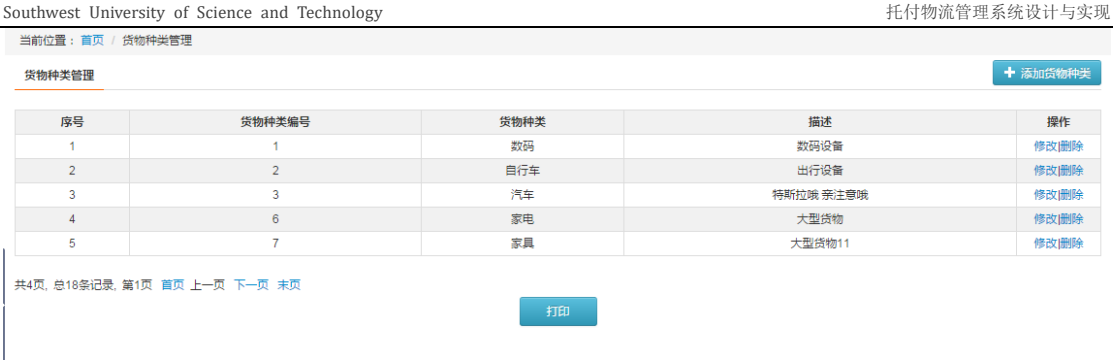 Southwest University of Science and Technology 托付物流管理系统设计与实现
当前位置： 首页 / 货物种类管理
货物种类管理 + 添加货物种类
序号 货物种类编号 货物种类 描述 操作
1 1 数码 数码设备 修改|删除
2 2 自行车 出行设备 修改|删除
3 3 汽车 特斯拉哦 亲注意哦 修改|删除
4 6 家电 大型货物 修改|删除
5 7 家具 大型货物11 修改|删除
共4页, 总18条记录, 第1页 首页 上一页 下一页 末页
打印